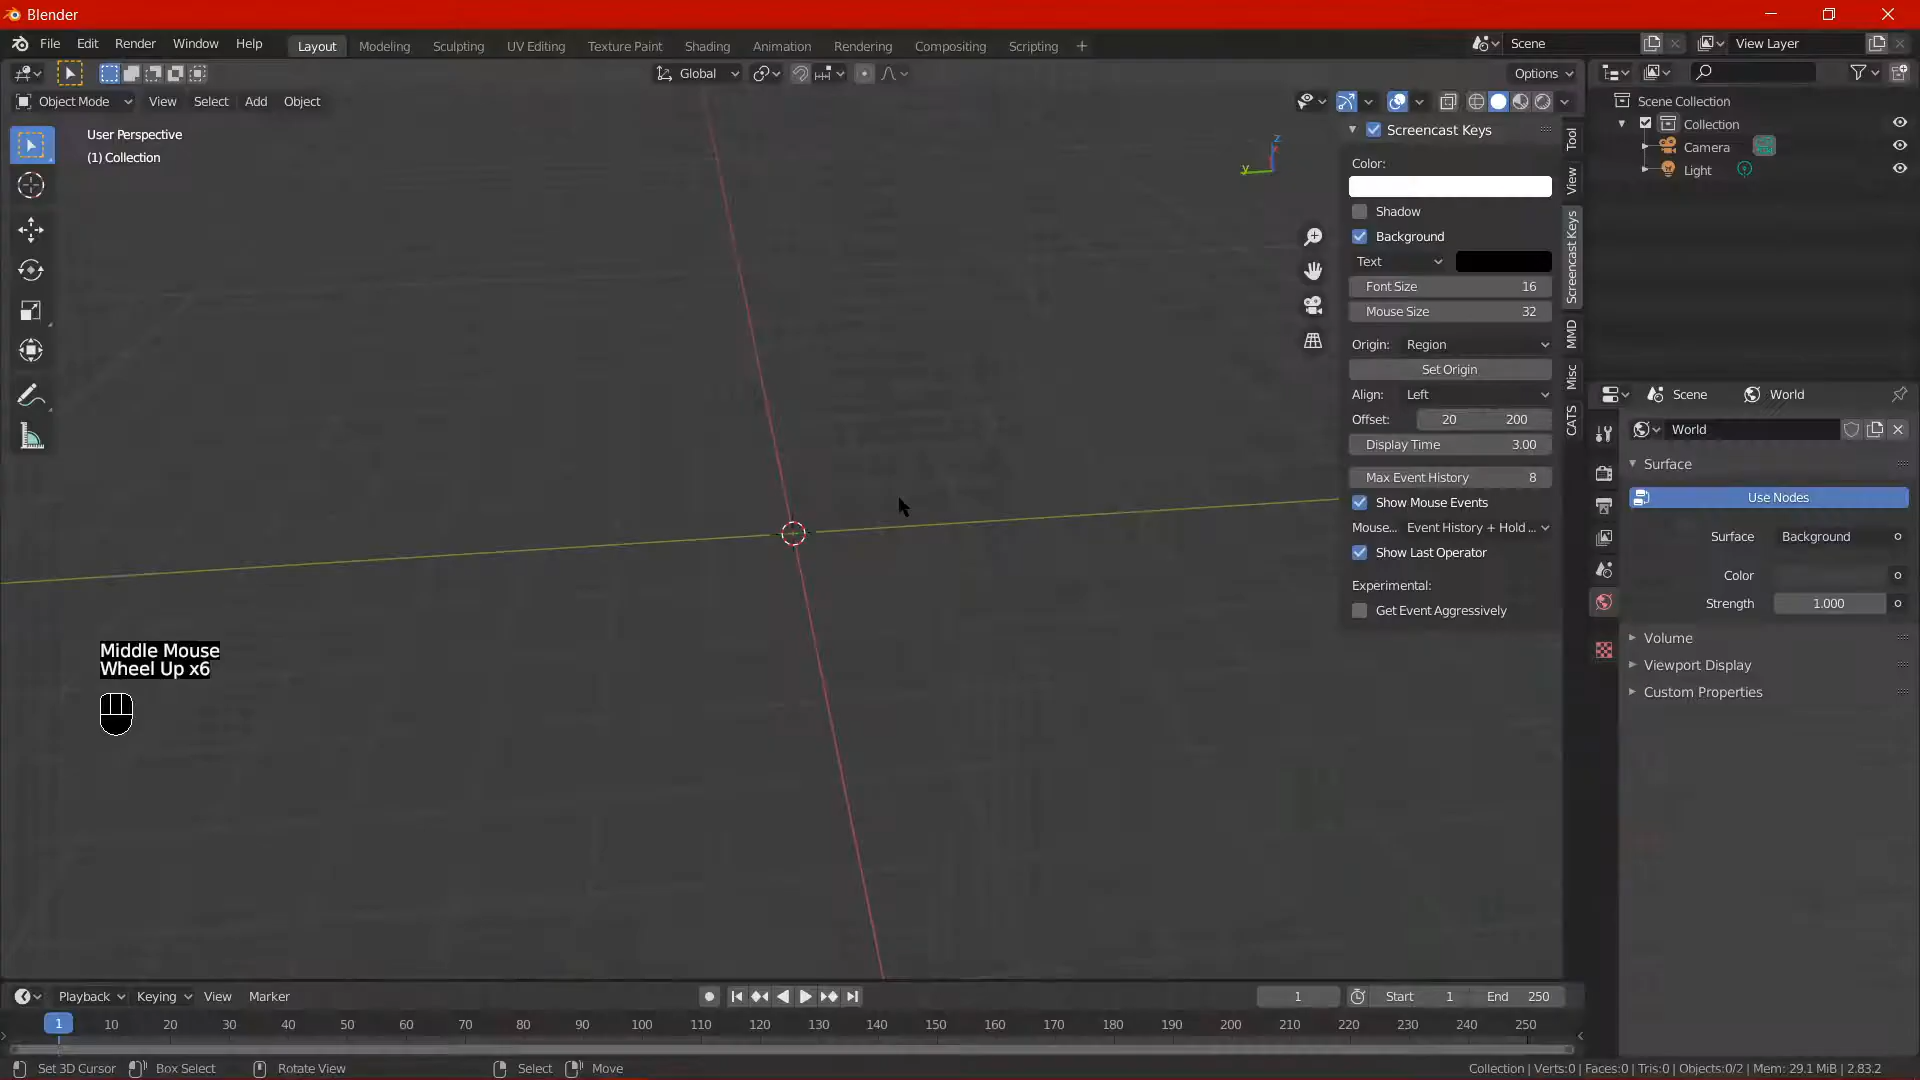 Blender
File Edit Render Window Help Layout Modeling Sculpting UV Editing Texture Paint Shading Animation Rendering Compositing Scripting + Scene View Layer
Global Options
Object Mode View Select Add Object
User Perspective
(1) Collection
Z
Y
Middle Mouse
Wheel Up x6
Screencast Keys
Color:
Shadow
Background
Text
Font Size 16
Mouse Size 32
Origin: Region
Set Origin
Align: Left
Offset: 20 200
Display Time 3.00
Max Event History 8
Show Mouse Events
Mouse... Event History + Hold ...
Show Last Operator
Experimental:
Get Event Aggressively
Tool
View
Screencast Keys
MMD
Misc
CATS
Scene Collection
Collection
Camera
Light
Scene World
World
Surface
Use Nodes
Surface Background
Color
Strength 1.000
Volume
Viewport Display
Custom Properties
Playback Keying View Marker 1 Start 1 End 250
1 10 20 30 40 50 60 70 80 90 100 110 120 130 140 150 160 170 180 190 200 210 220 230 240 250
Set 3D Cursor Box Select Rotate View Select Move Collection | Verts:0 | Faces:0 | Tris:0 | Objects:0/2 | Mem: 29.1 MiB | 2.83.2